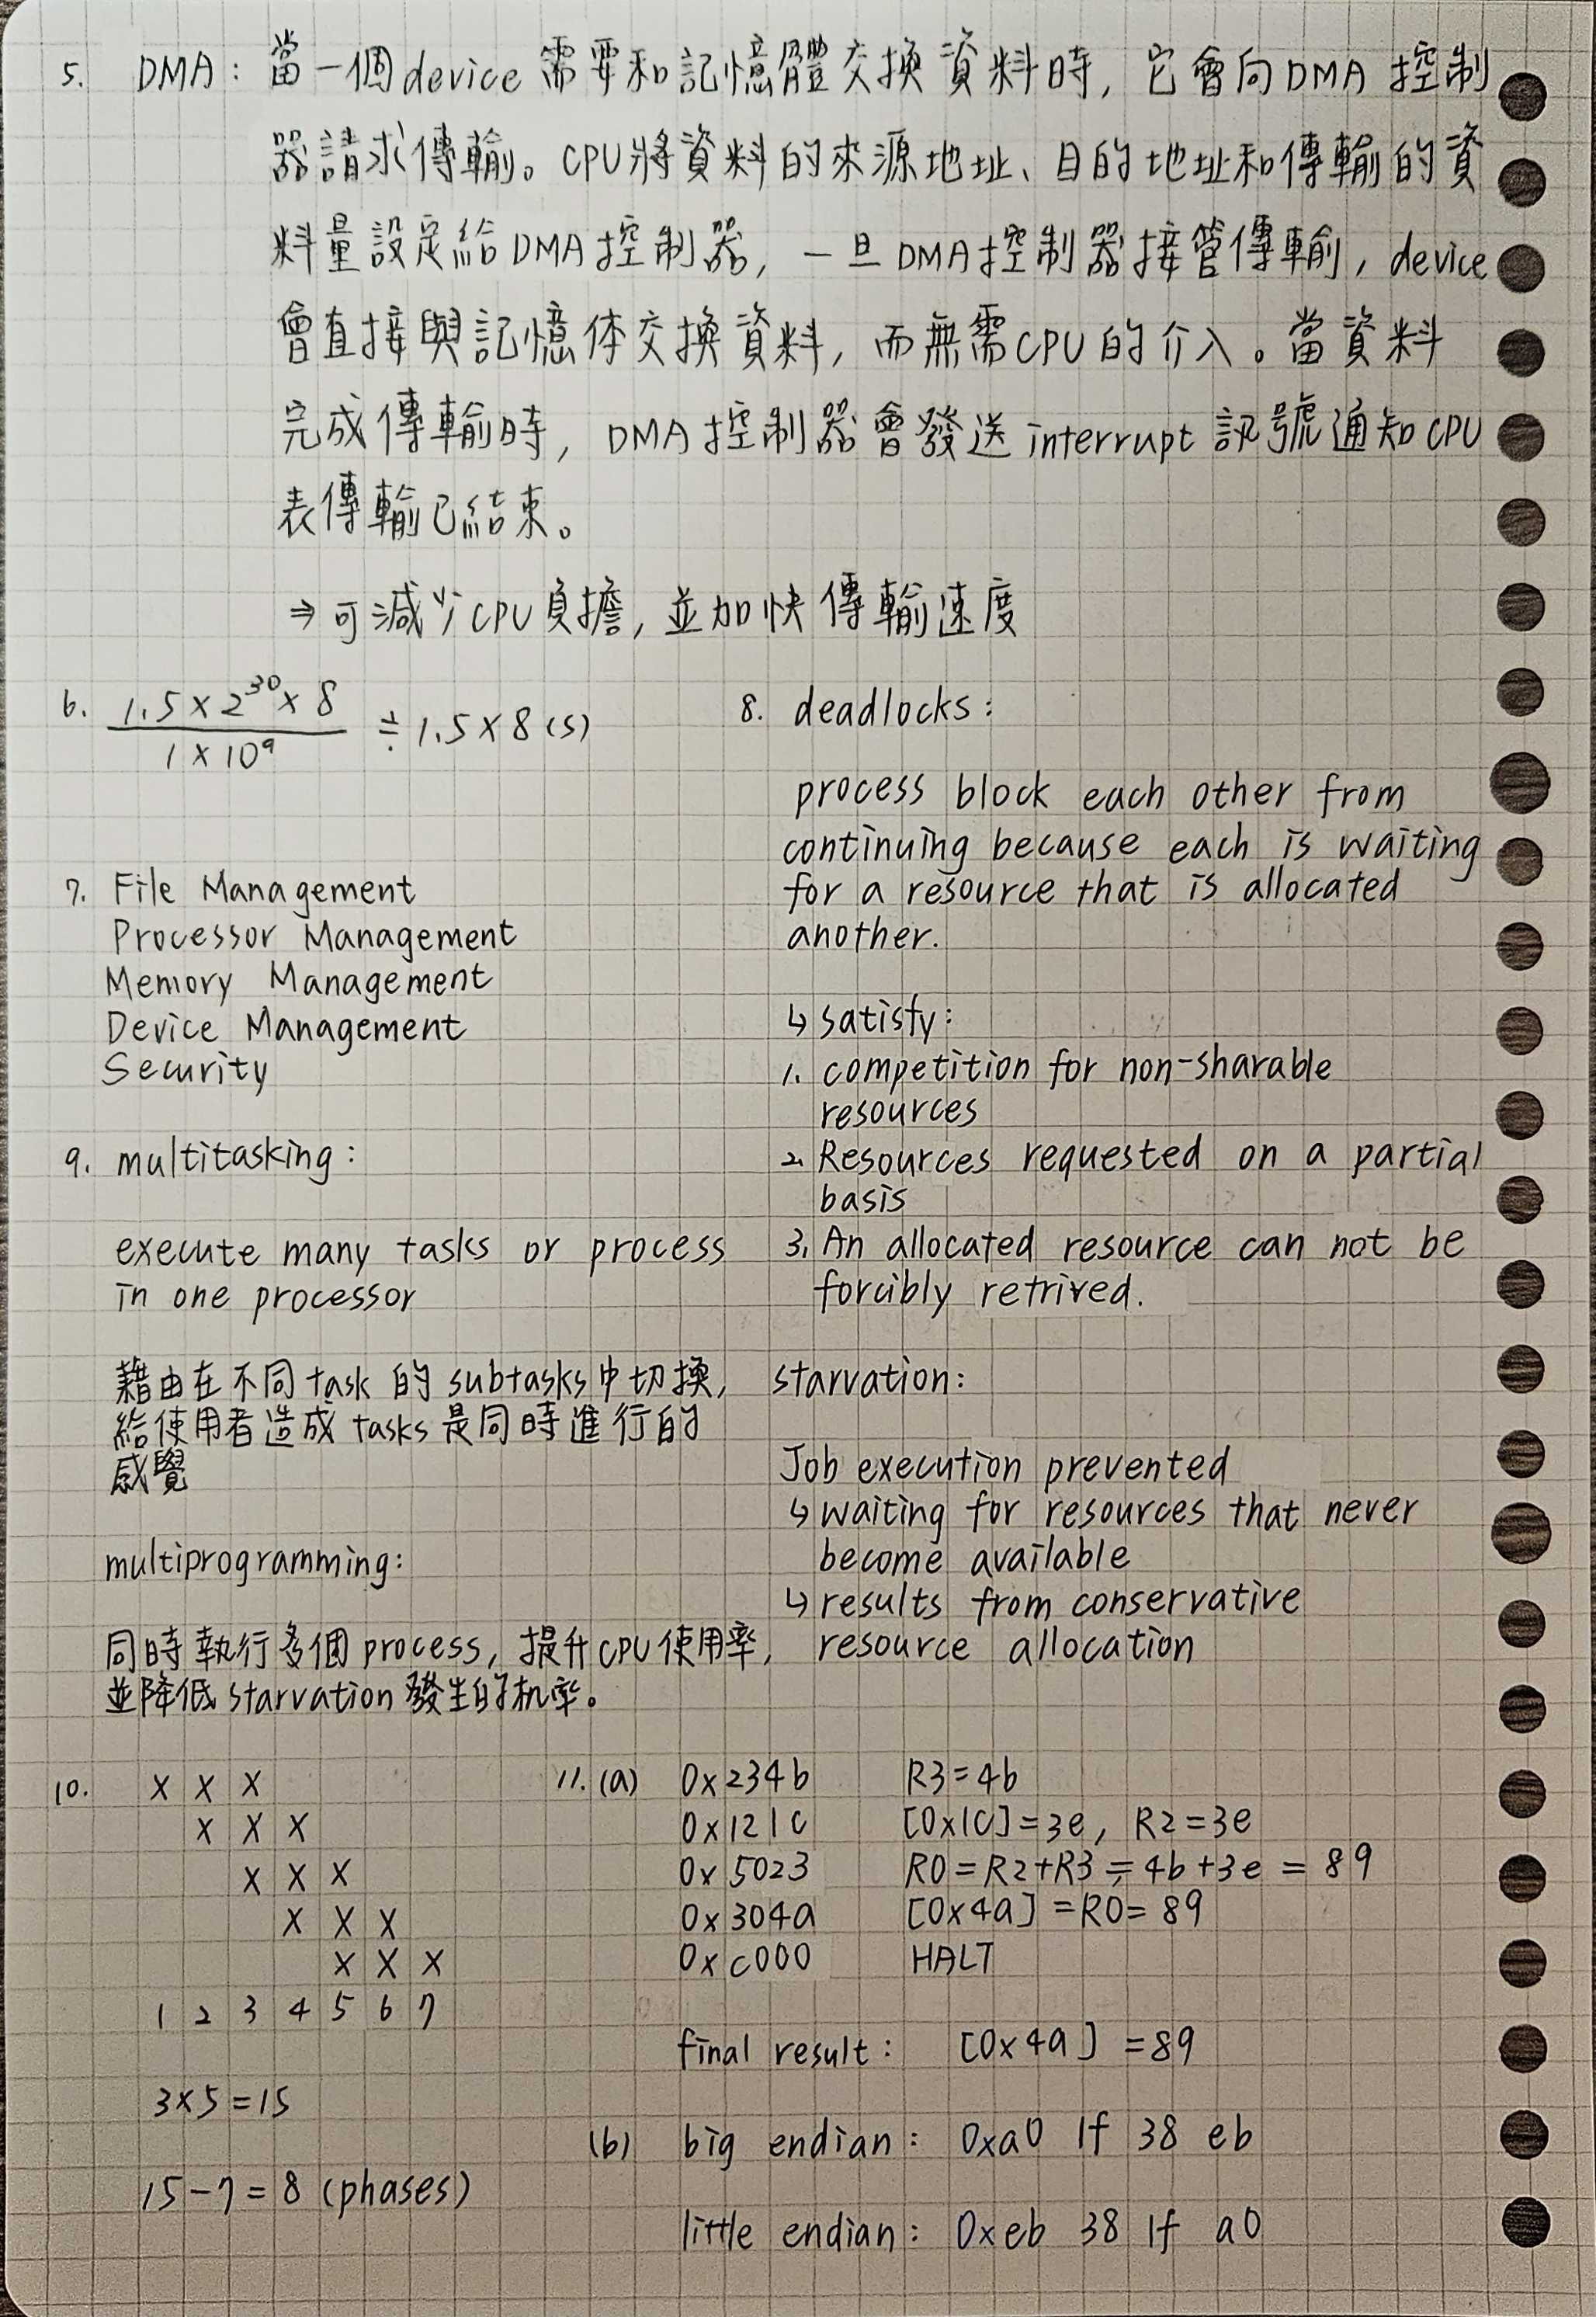 5. DMA: 當一個device需要和記憶體交換資料時, 它會向DMA 控制
器請求傳輸。CPU將資料的來源地址、目的地址和傳輸的資
料量設定給DMA控制器, 一旦DMA控制器接管傳輸, device
會直接與記憶体交換資料, 而無需CPU的介入。當資料
完成傳輸時, DMA控制器會發送interrupt訊號通知CPU
表傳輸已結束。
⇒可減少CPU負擔, 並加快傳輸速度
6. 1.5×2^30×8 / 1×10^9 ≑ 1.5×8(s)
7. File Management
Processor Management
Memory Management
Device Management
Security
8. deadlocks:
process block each other from
continuing because each is waiting
for a resource that is allocated
another.
↳ satisfy:
1. competition for non-sharable
resources
2. Resources requested on a partial
basis
3. An allocated resource can not be
forcibly retrived.
starvation:
Job execution prevented
↳ waiting for resources that never
become available
↳ results from conservative
resource allocation
9. multitasking:
execute many tasks or process
in one processor
藉由在不同task的subtasks中切換,
給使用者造成tasks是同時進行的
感覺
multiprogramming:
同時執行多個process, 提升CPU使用率,
並降低starvation發生的机率。
10. X X X
X X X
X X X
X X X
X X X
1 2 3 4 5 6 7
3×5=15
15-7=8 (phases)
11. (a) 0x234b R3=4b
0x121c [0x1C]=3e, R2=3e
0x5023 R0=R2+R3=4b+3e=89
0x304a [0x4a]=R0=89
0xc000 HALT
final result: [0x4a]=89
(b) big endian: 0xa0 1f 38 eb
little endian: 0xeb 38 1f a0